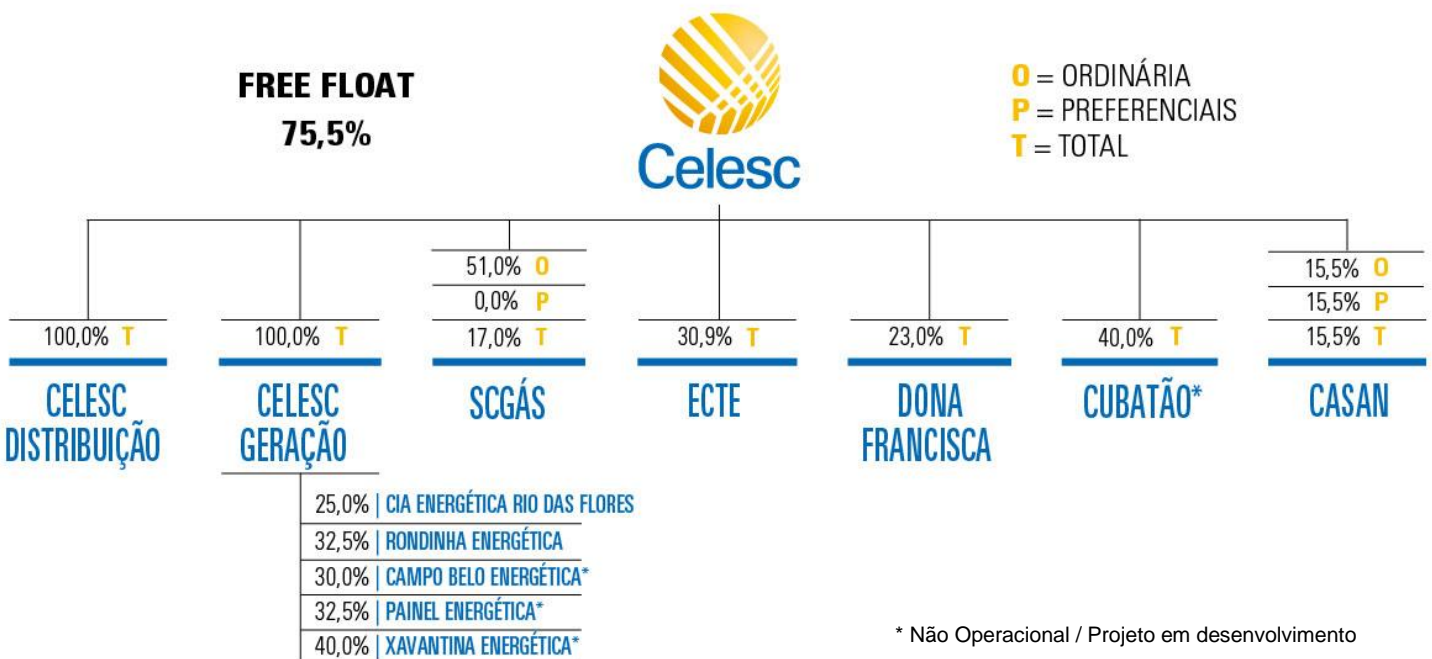 FREE FLOAT
75,5%
Celesc
O = ORDINÁRIA
P = PREFERENCIAIS
T = TOTAL
100,0% T
CELESC
DISTRIBUIÇÃO
100,0% T
CELESC
GERAÇÃO
51,0% O
0,0% P
17,0% T
SCGÁS
30,9% T
ECTE
23,0% T
DONA
FRANCISCA
40,0% T
CUBATÃO*
15,5% O
15,5% P
15,5% T
CASAN
25,0% | CIA ENERGÉTICA RIO DAS FLORES
32,5% | RONDINHA ENERGÉTICA
30,0% | CAMPO BELO ENERGÉTICA*
32,5% | PAINEL ENERGÉTICA*
40,0% | XAVANTINA ENERGÉTICA*
* Não Operacional / Projeto em desenvolvimento